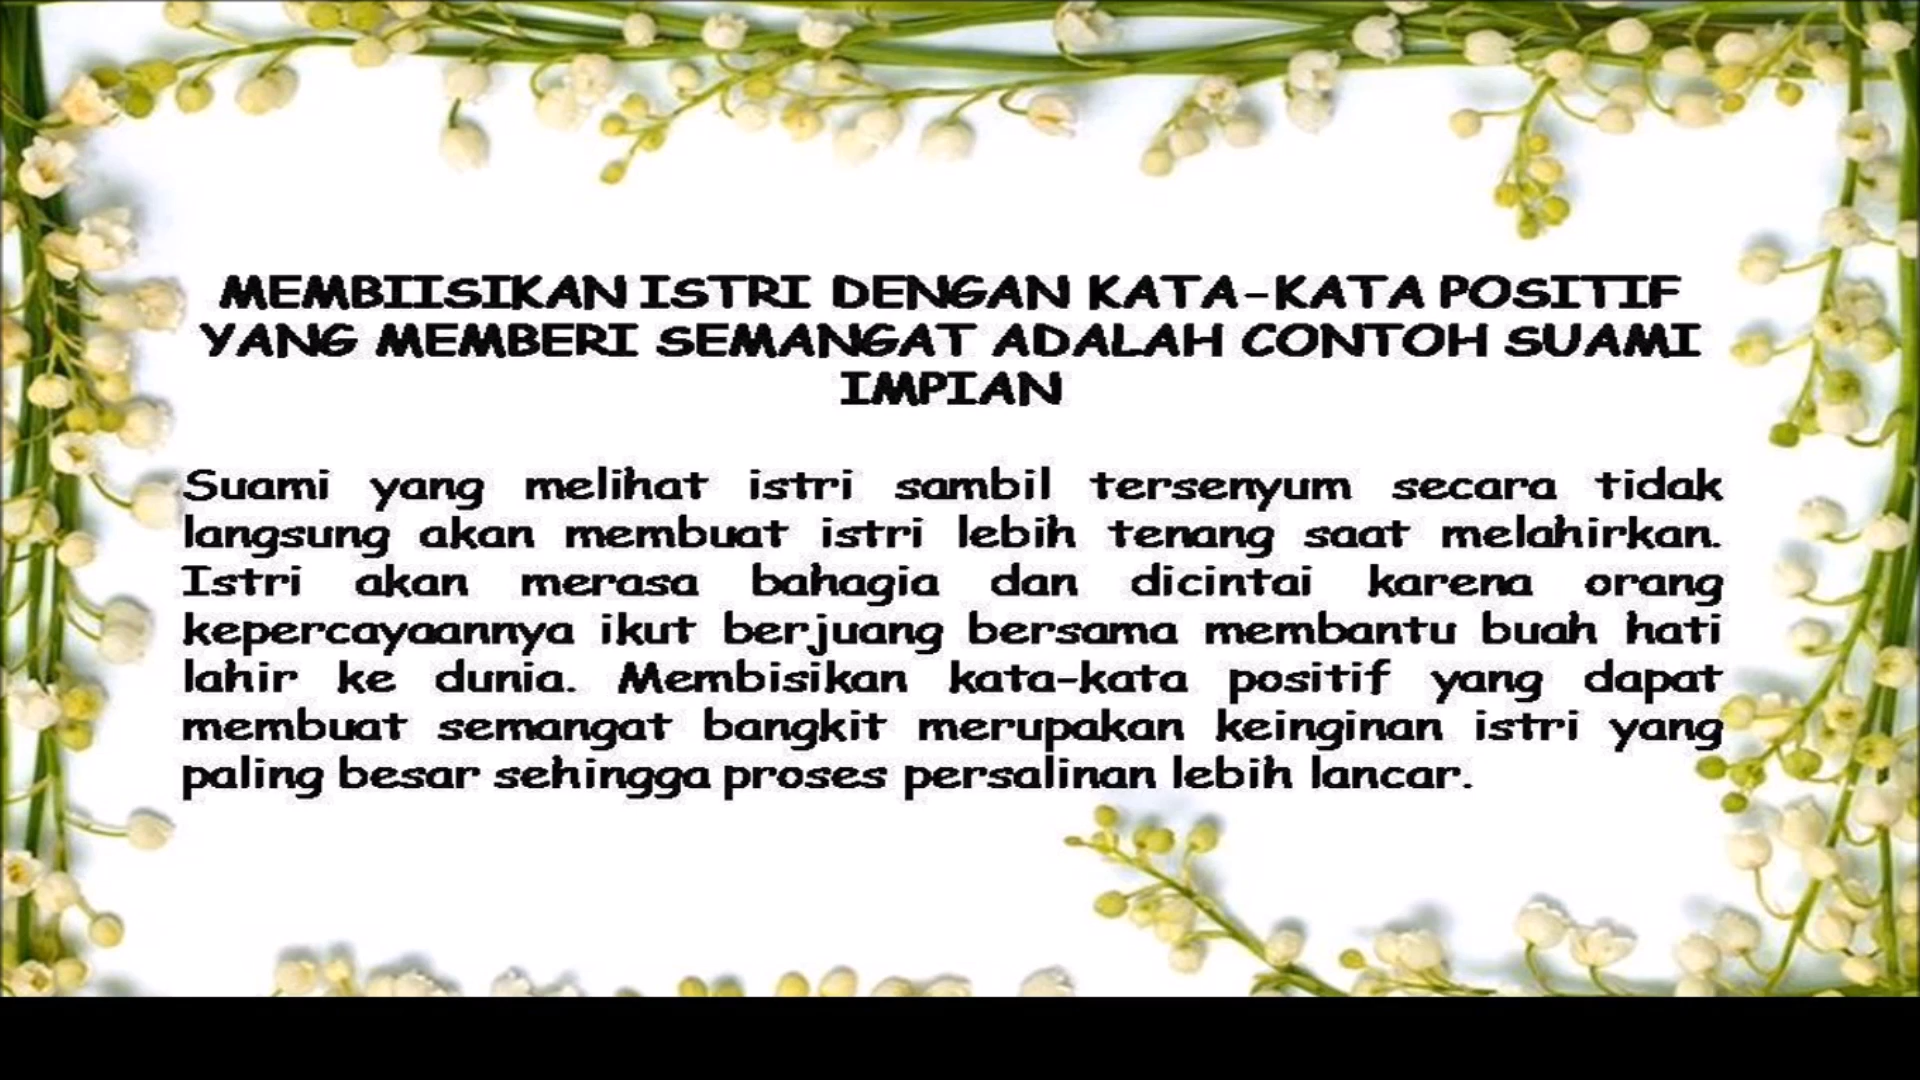 MEMBIISIKAN ISTRI DENGAN KATA-KATA POSITIF
YANG MEMBERI SEMANGAT ADALAH CONTOH SUAMI
IMPIAN
Suami yang melihat istri sambil tersenyum secara tidak
langsung akan membuat istri lebih tenang saat melahirkan.
Istri akan merasa bahagia dan dicintai karena orang
kepercayaannya ikut berjuang bersama membantu buah hati
lahir ke dunia. Membisikan kata-kata positif yang dapat
membuat semangat bangkit merupakan keinginan istri yang
paling besar sehingga proses persalinan lebih lancar.